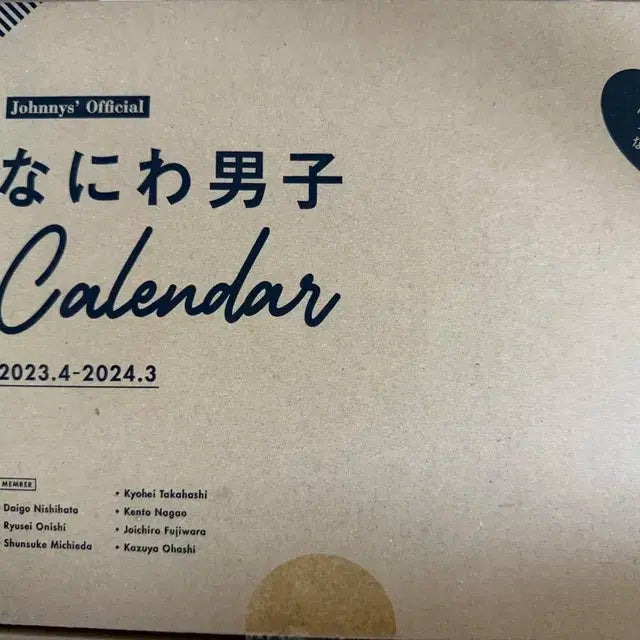 Johnnys' Official
なにわ男子
Calendar
2023.4-2024.3
MEMBER
Daigo Nishihata
Ryusei Onishi
Shunsuke Michieda
• Kyohei Takahashi
• Kento Nagao
• Joichiro Fujiwara
• Kazuya Ohashi
な